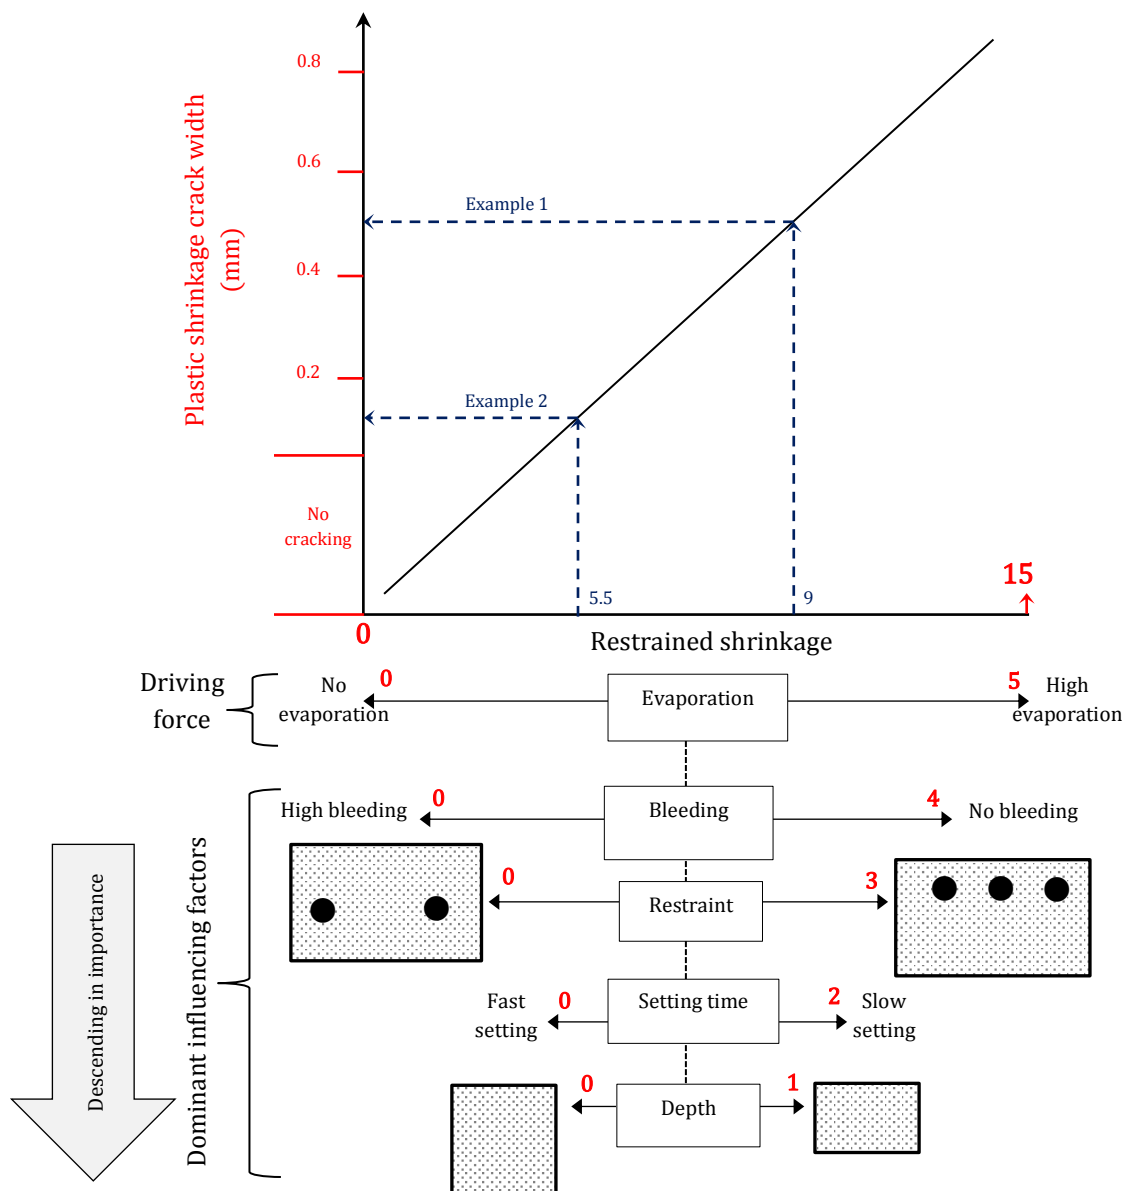 0.8
0.6
0.4
0.2
Plastic shrinkage crack width
(mm)
Example 1
Example 2
No
cracking
5.5
9
15
0
Restrained shrinkage
Driving
force
No
evaporation
0
Evaporation
5
High
evaporation
Descending in importance
Dominant influencing factors
High bleeding
0
Bleeding
4
No bleeding
0
Restraint
3
Fast
setting
0
Setting time
2
Slow
setting
0
Depth
1